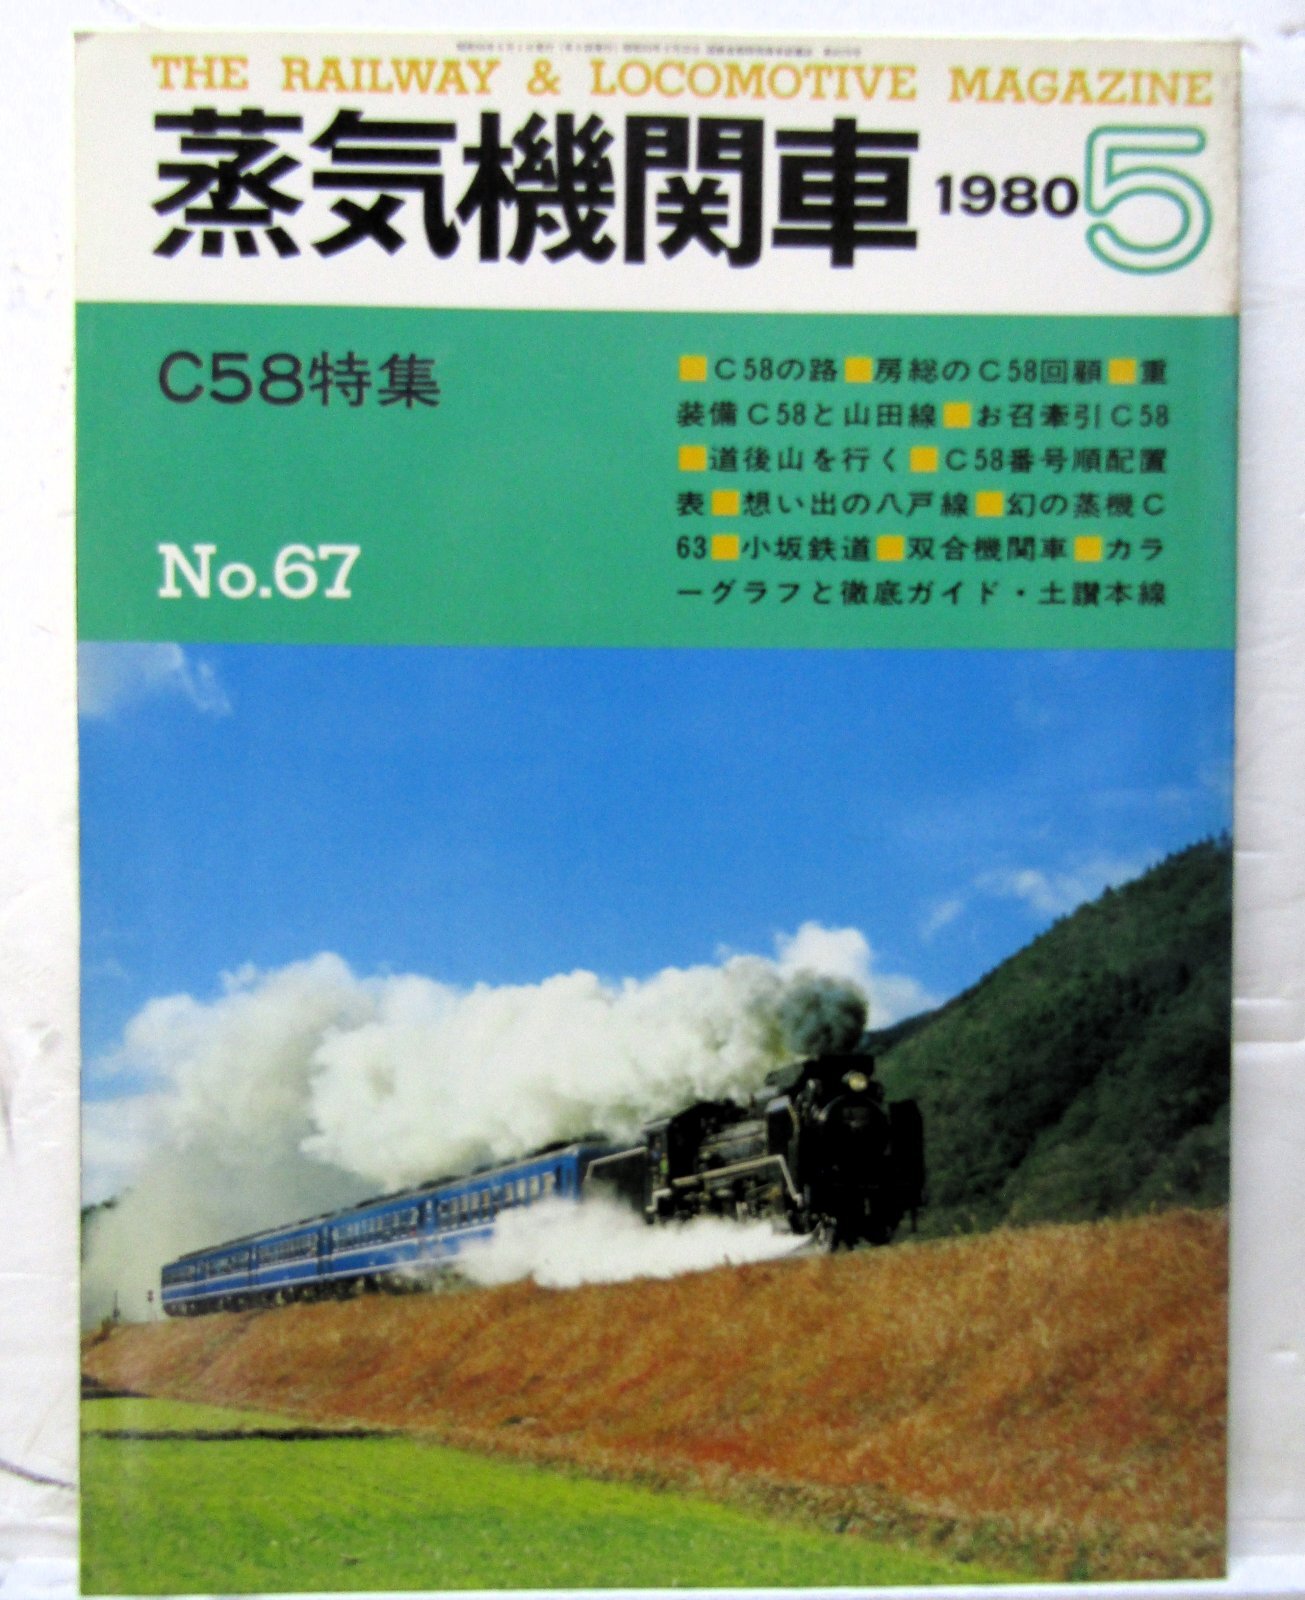 THE RAILWAY & LOCOMOTIVE MAGAZINE
蒸気機関車 1980 5
C58特集
No.67
■C58の路■房総のC58回顧■重
装備C58と山田線■お召牽引C58
■道後山を行く■C58番号順配置
表■想い出の八戸線■幻の蒸機C
63■小坂鉄道■双合機関車■カラ
ーグラフと徹底ガイド・土讃本線